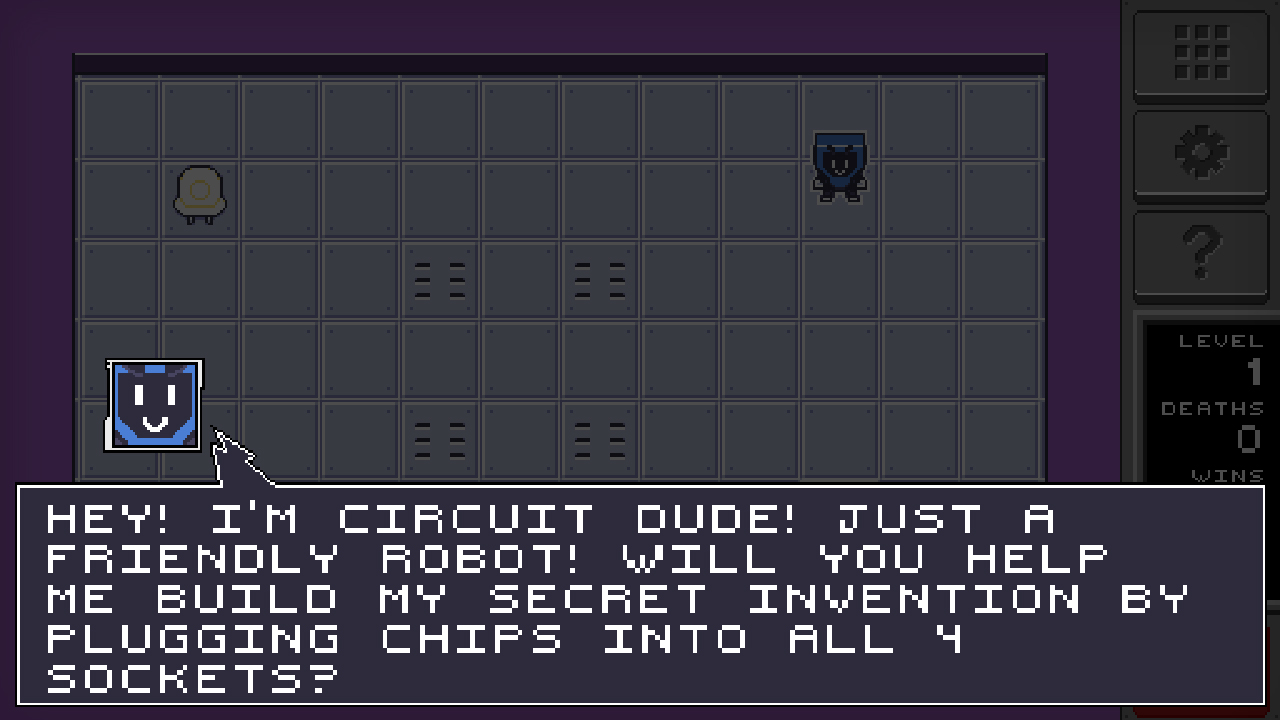 LEVEL
1
DEATHS
0
WINS
HEY! I'M CIRCUIT DUDE! JUST A
FRIENDLY ROBOT! WILL YOU HELP
ME BUILD MY SECRET INVENTION BY
PLUGGING CHIPS INTO ALL 4
SOCKETS?